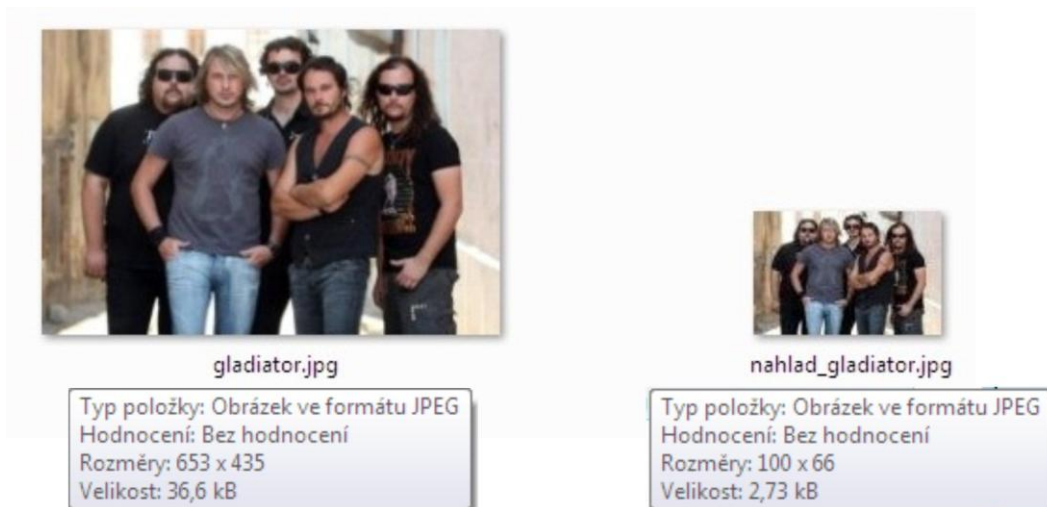 gladiator.jpg
Typ položky: Obrázek ve formátu JPEG
Hodnocení: Bez hodnocení
Rozměry: 653 x 435
Velikost: 36,6 kB
nahlad_gladiator.jpg
Typ položky: Obrázek ve formátu JPEG
Hodnocení: Bez hodnocení
Rozměry: 100 x 66
Velikost: 2,73 kB